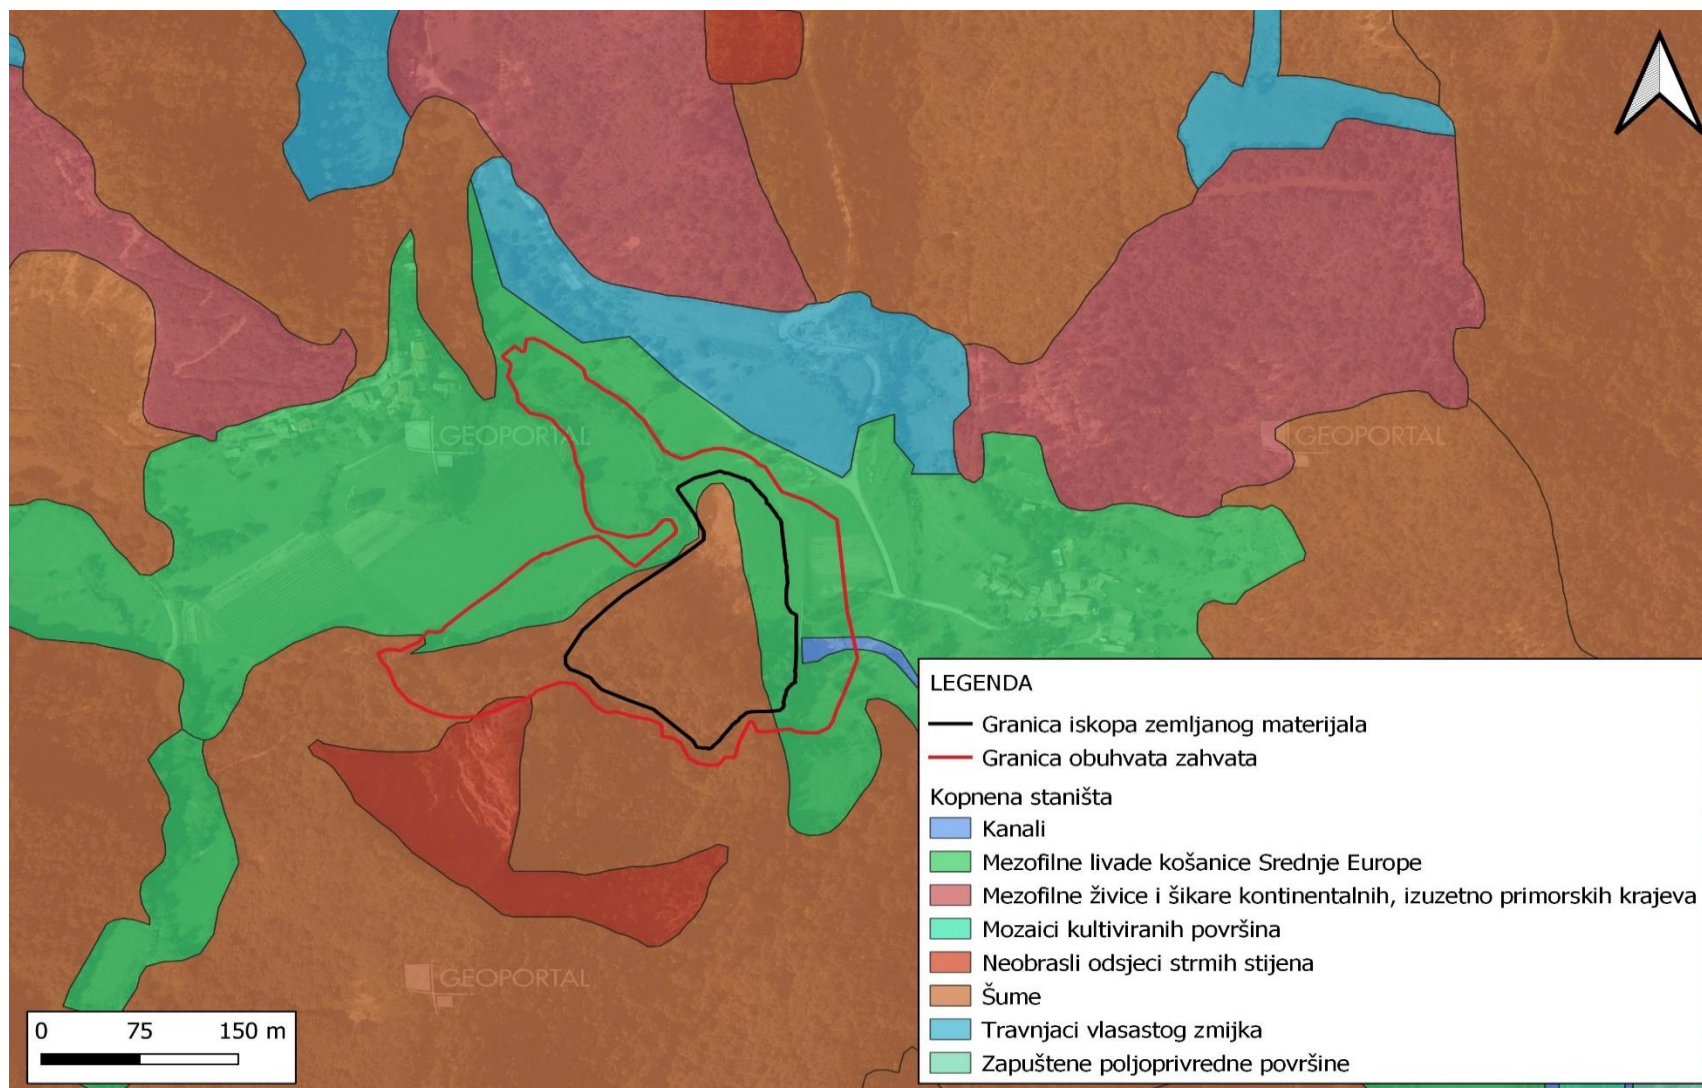 GEOPORTAL
GEOPORTAL
GEOPORTAL
LEGENDA
Granica iskopa zemljanog materijala
Granica obuhvata zahvata
Kopnena staništa
Kanali
Mezofilne livade košanice Srednje Europe
Mezofilne živice i šikare kontinentalnih, izuzetno primorskih krajeva
Mozaici kultiviranih površina
Neobrasli odsjeci strmih stijena
Šume
Travnjaci vlasastog zmijka
Zapuštene poljoprivredne površine
0 75 150 m